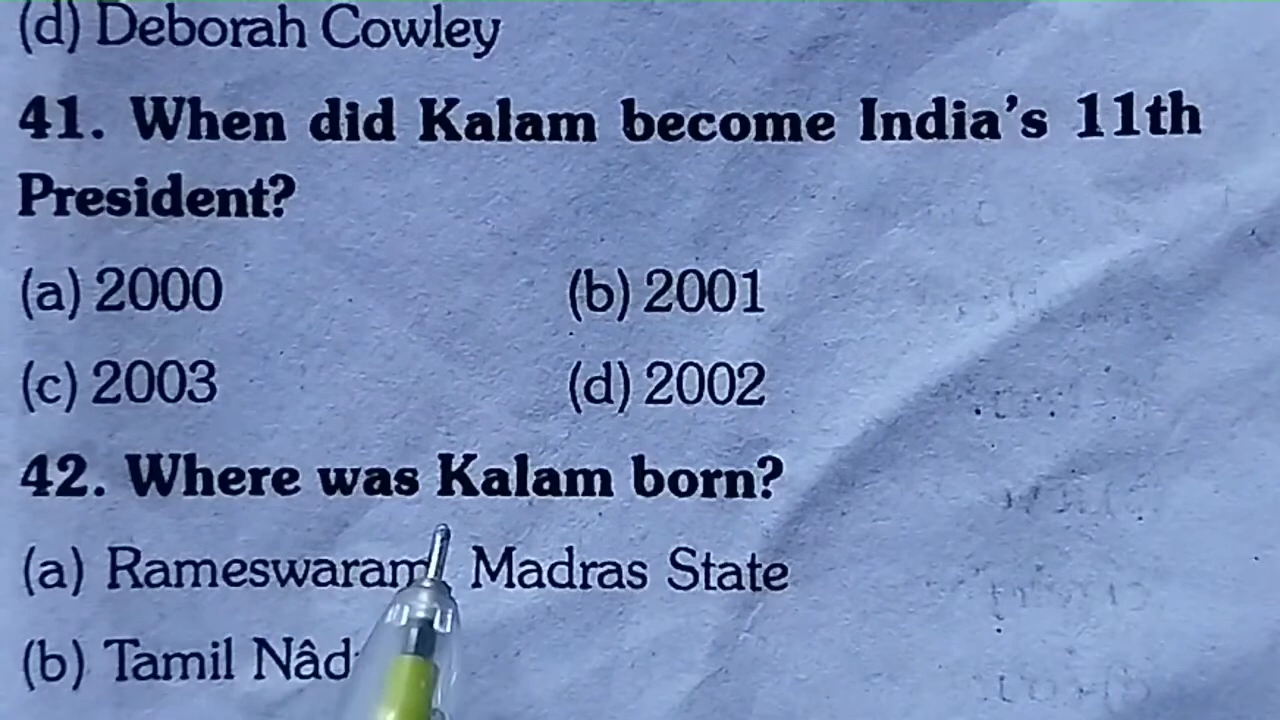 (d) Deborah Cowley
41. When did Kalam become India's 11th
President?
(a) 2000 (b) 2001
(c) 2003 (d) 2002
42. Where was Kalam born?
(a) Rameswaram, Madras State
(b) Tamil